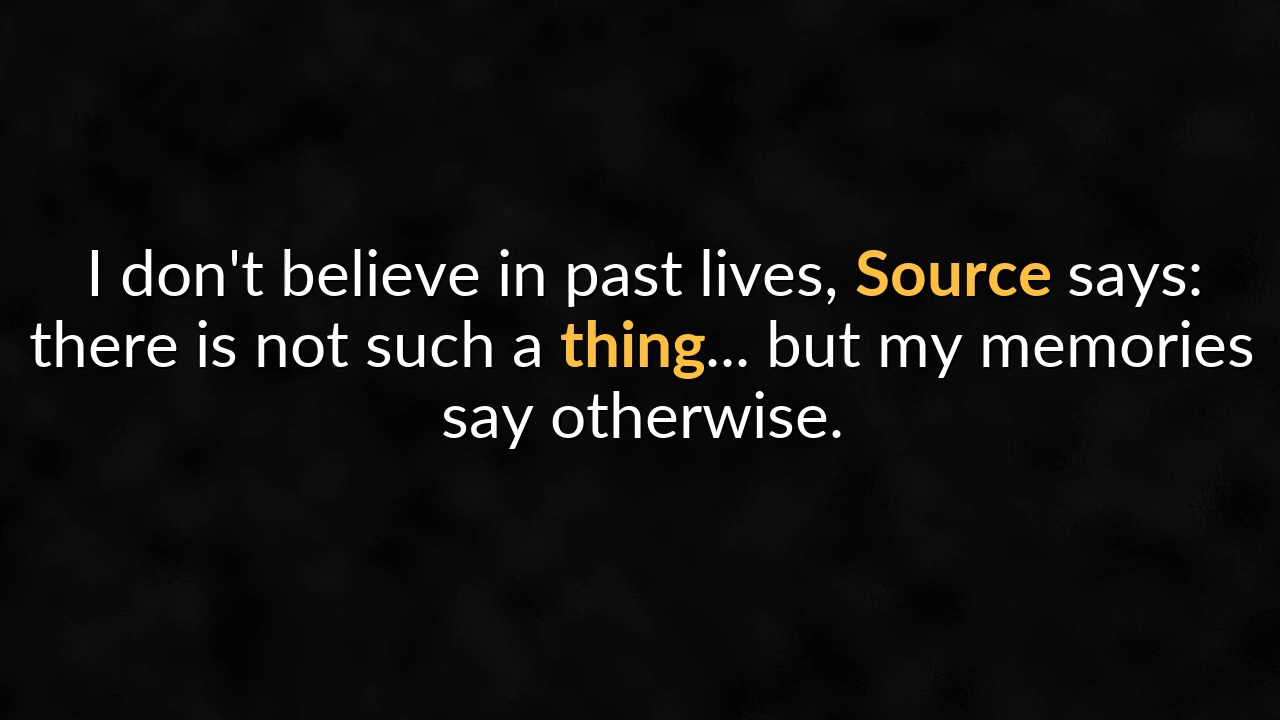 I don't believe in past lives, Source says:
there is not such a thing... but my memories
say otherwise.